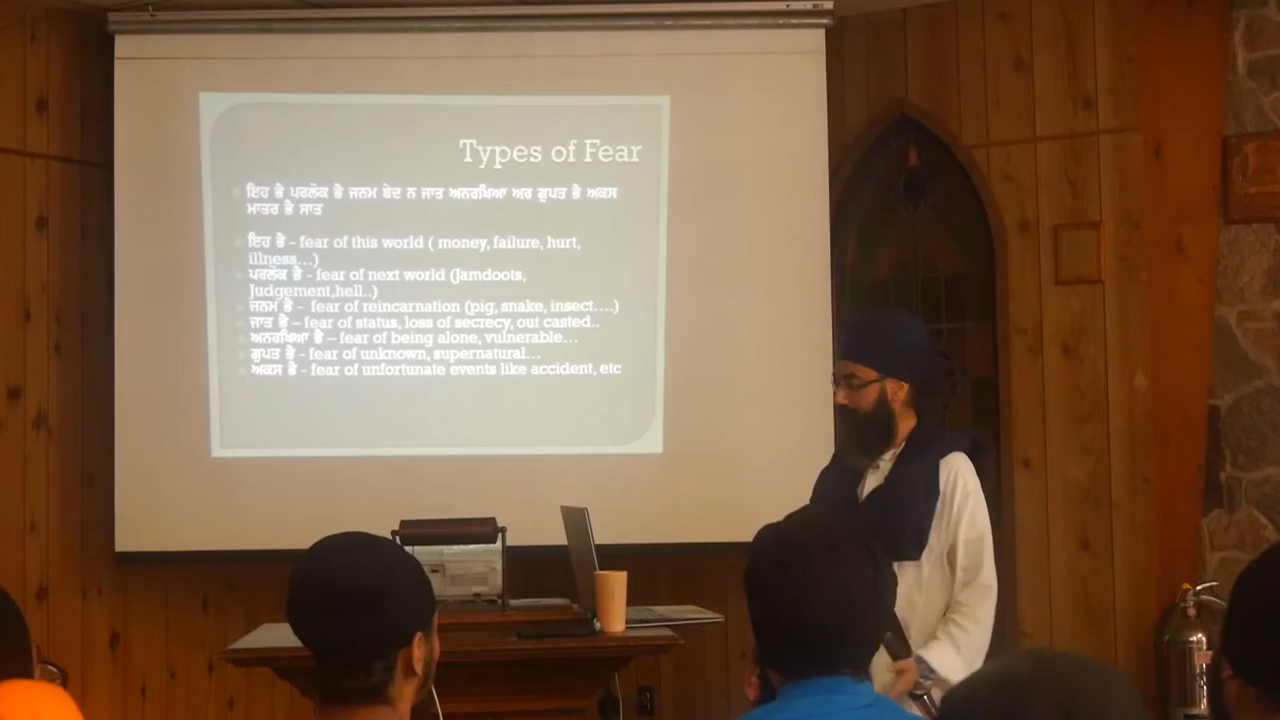 Types of Fear
ਇਹ ਭੈ ਪਰਲੋਕ ਭੈ ਜਨਮ ਬੇਦ ਨ ਜਾਤ ਅਨਰਖਿਆ ਅਰ ਗੁਪਤ ਭੈ ਅਕਸ
ਮਾਤਰ ਭੈ ਸਾਤ
ਇਹ ਭੈ - fear of this world ( money, failure, hurt,
illness...)
ਪਰਲੋਕ ਭੈ - fear of next world (Jamdoots,
Judgement,hell..)
ਜਨਮ ਭੈ - fear of reincarnation (pig, snake, insect....)
ਜਾਤ ਭੈ – fear of status, loss of secrecy, out casted..
ਅਨਰਖਿਆ ਭੈ – fear of being alone, vulnerable...
ਗੁਪਤ ਭੈ - fear of unknown, supernatural...
ਅਕਸ ਭੈ - fear of unfortunate events like accident, etc